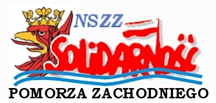 NSZZ
SOLIDARNOŚĆ
POMORZA ZACHODNIEGO